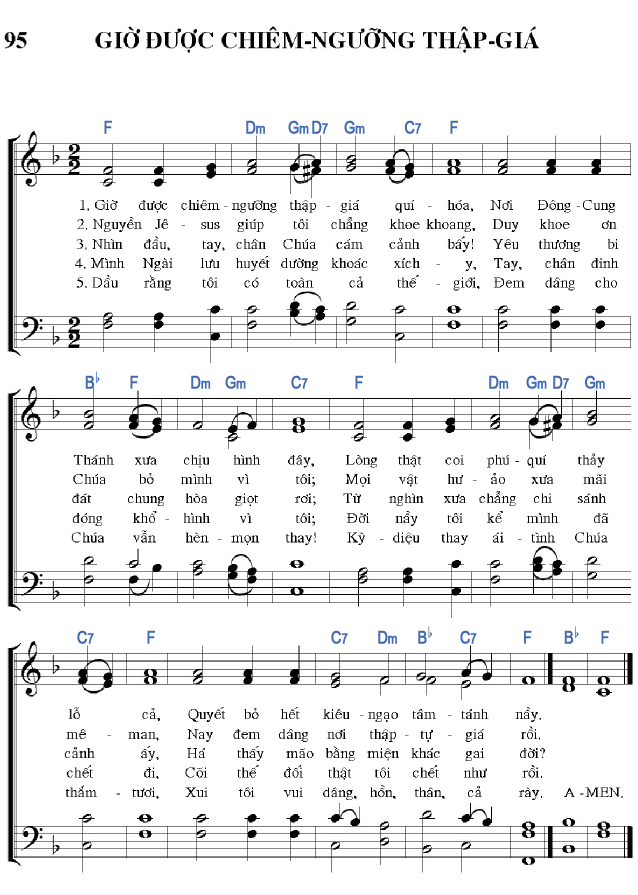 95 GIỜ ĐƯỢC CHIÊM-NGƯỠNG THẬP-GIÁ
F Dm Gm D7 Gm C7 F
1. Giờ được chiêm-ngưỡng thập-giá quí-hóa, Nơi Đông-Cung
2. Nguyền Jê-sus giúp tôi chẳng khoe khoang, Duy khoe ơn
3. Nhìn đầu, tay, chân Chúa cám cảnh bấy! Yêu thương bi
4. Mình Ngài lưu huyết dường khoác xích-y, Tay, chân đinh
5. Dầu rằng tôi có toàn cả thế-giới, Đem dâng cho
B♭ F Dm Gm C7 F Dm Gm D7 Gm
Thánh xưa chịu hình đây, Lòng thật coi phú-quí thảy
Chúa bỏ mình vì tôi; Mọi vật hư-ảo xưa mãi
đất chung hòa giọt rơi; Từ nghìn xưa chẳng chi sánh
đóng khổ-hình vì tôi; Đời nầy tôi kể mình đã
Chúa vẫn hèn-mọn thay! Kỳ-diệu thay ái-tình Chúa
C7 F C7 Dm B♭ C7 F B♭ F
lỗ cả, Quyết bỏ hết kiêu-ngạo tâm-tánh nầy.
mê-man, Nay đem dâng nơi thập-tự-giá rồi.
cảnh ấy, Há thấy mão bằng miện khác gai đời?
chết đi, Cõi thế đối thật tôi chết như rồi.
thắm-tươi, Xui tôi vui dâng, hồn, thân, cả rày. A-MEN.